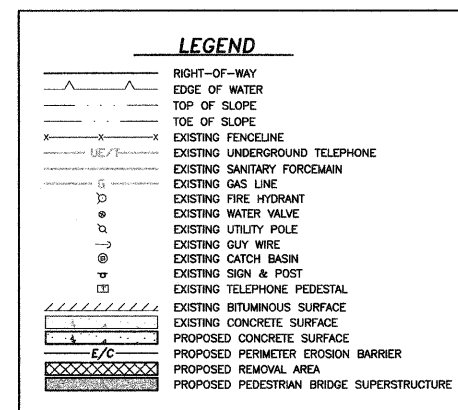 LEGEND
RIGHT-OF-WAY
EDGE OF WATER
TOP OF SLOPE
TOE OF SLOPE
X X X EXISTING FENCELINE
UE/T EXISTING UNDERGROUND TELEPHONE
EXISTING SANITARY FORCEMAIN
G EXISTING GAS LINE
EXISTING FIRE HYDRANT
EXISTING WATER VALVE
EXISTING UTILITY POLE
EXISTING GUY WIRE
EXISTING CATCH BASIN
EXISTING SIGN & POST
T EXISTING TELEPHONE PEDESTAL
EXISTING BITUMINOUS SURFACE
EXISTING CONCRETE SURFACE
PROPOSED CONCRETE SURFACE
E/C PROPOSED PERIMETER EROSION BARRIER
PROPOSED REMOVAL AREA
PROPOSED PEDESTRIAN BRIDGE SUPERSTRUCTURE